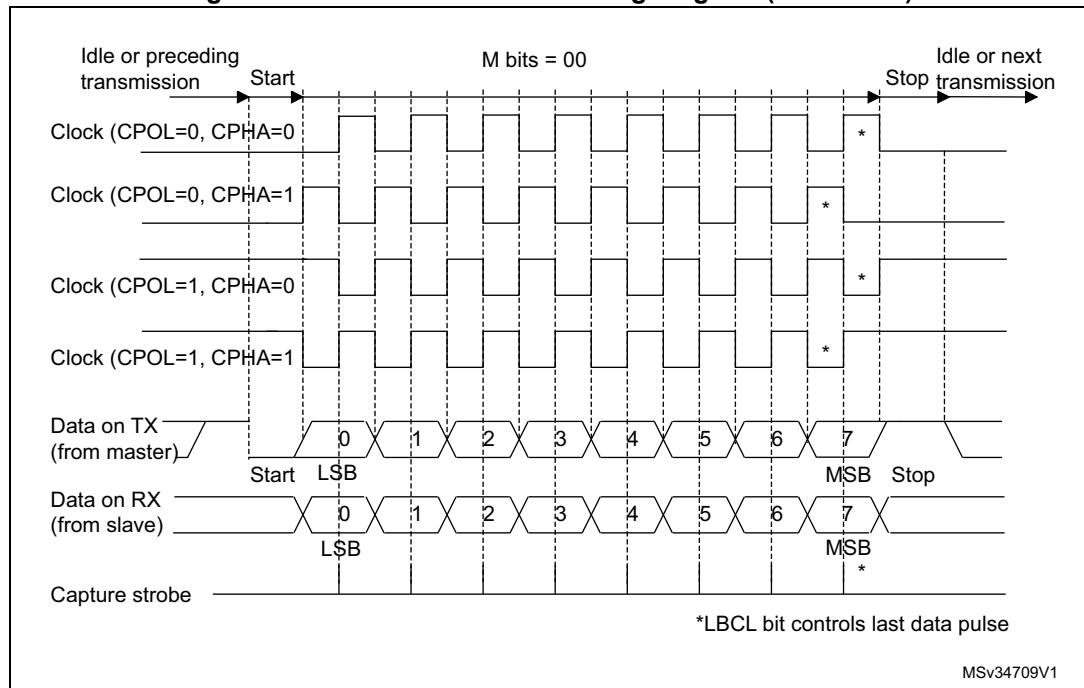 Idle or preceding transmission
Start
M bits = 00
Stop
Idle or next transmission
Clock (CPOL=0, CPHA=0
*
Clock (CPOL=0, CPHA=1
*
Clock (CPOL=1, CPHA=0
*
Clock (CPOL=1, CPHA=1
*
Data on TX
(from master)
0 1 2 3 4 5 6 7
Start LSB MSB Stop
Data on RX
(from slave)
0 1 2 3 4 5 6 7
LSB MSB
*
Capture strobe
*LBCL bit controls last data pulse
MSv34709V1